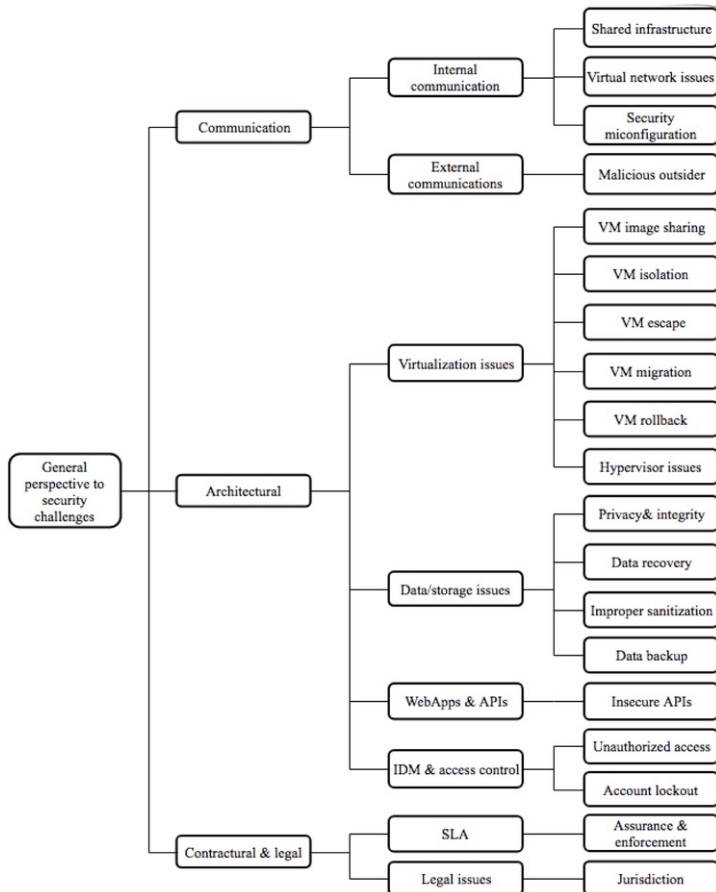 Shared infrastructure
Internal
communication
Virtual network issues
Communication
Security
miconfiguration
External
communications
Malicious outsider
VM image sharing
VM isolation
VM escape
Virtualization issues
VM migration
VM rollback
General
perspective to
security
challenges
Architectural
Hypervisor issues
Privacy& integrity
Data recovery
Data/storage issues
Improper sanitization
Data backup
WebApps & APIs
Insecure APIs
Unauthorized access
IDM & access control
Account lockout
Contractural & legal
SLA
Assurance &
enforcement
Legal issues
Jurisdiction